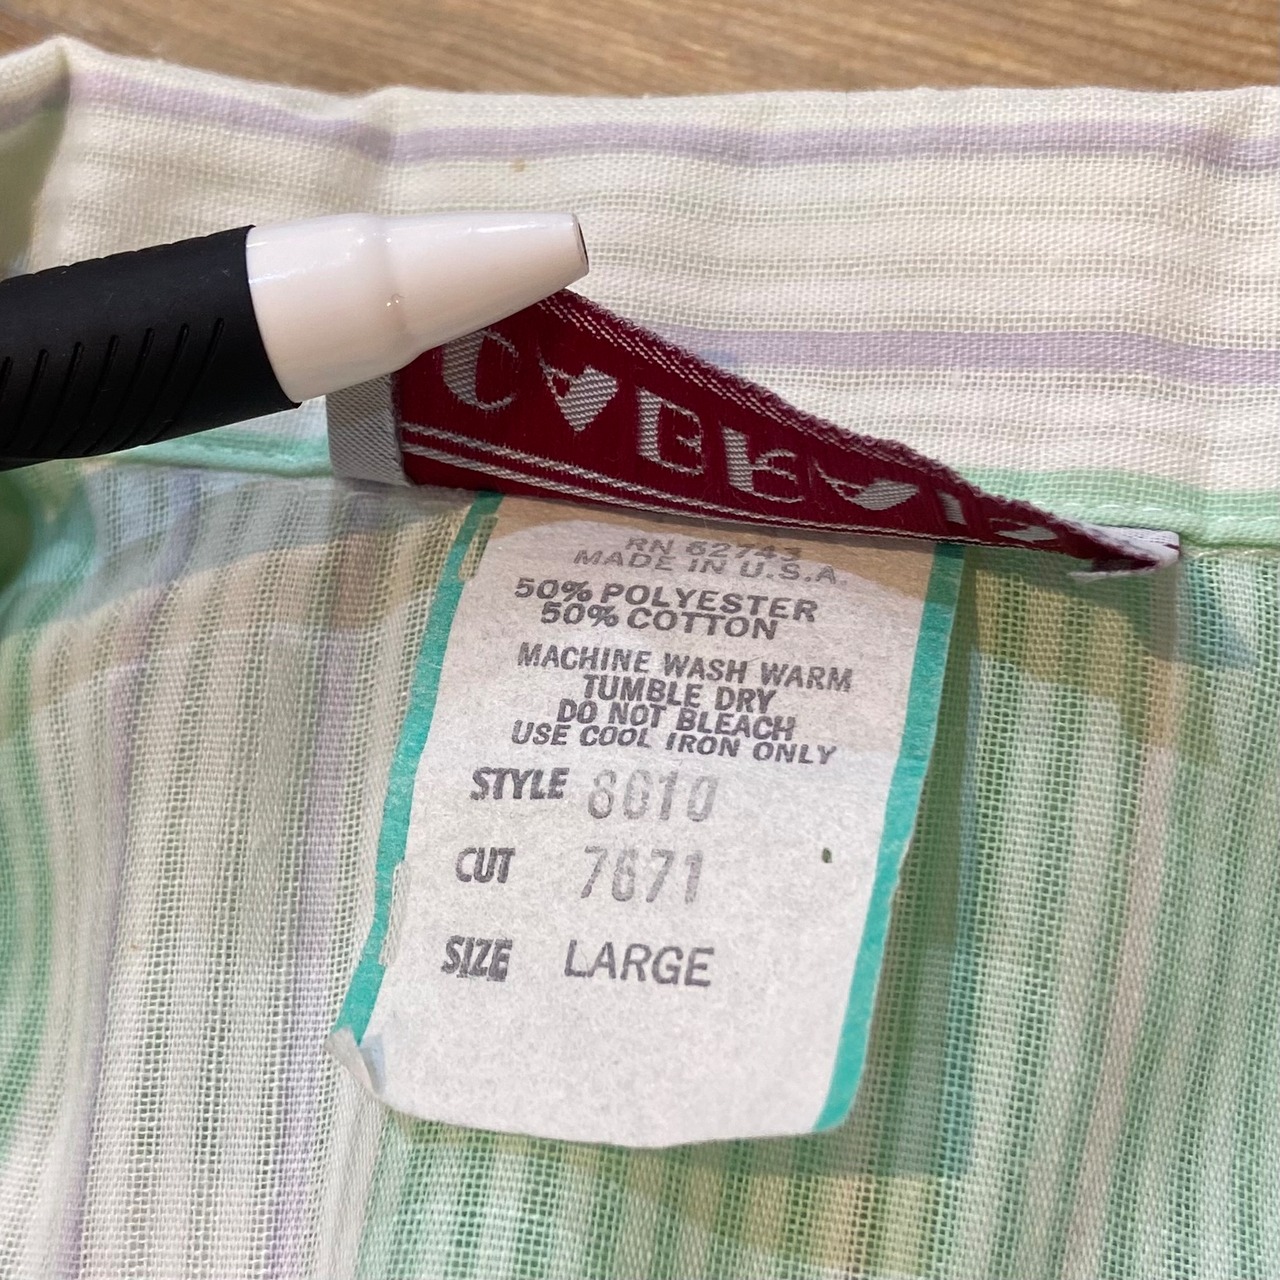 C♥BE
RN 62743
MADE IN U.S.A.
50% POLYESTER
50% COTTON
MACHINE WASH WARM
TUMBLE DRY
DO NOT BLEACH
USE COOL IRON ONLY
STYLE 8010
CUT 7671
SIZE LARGE